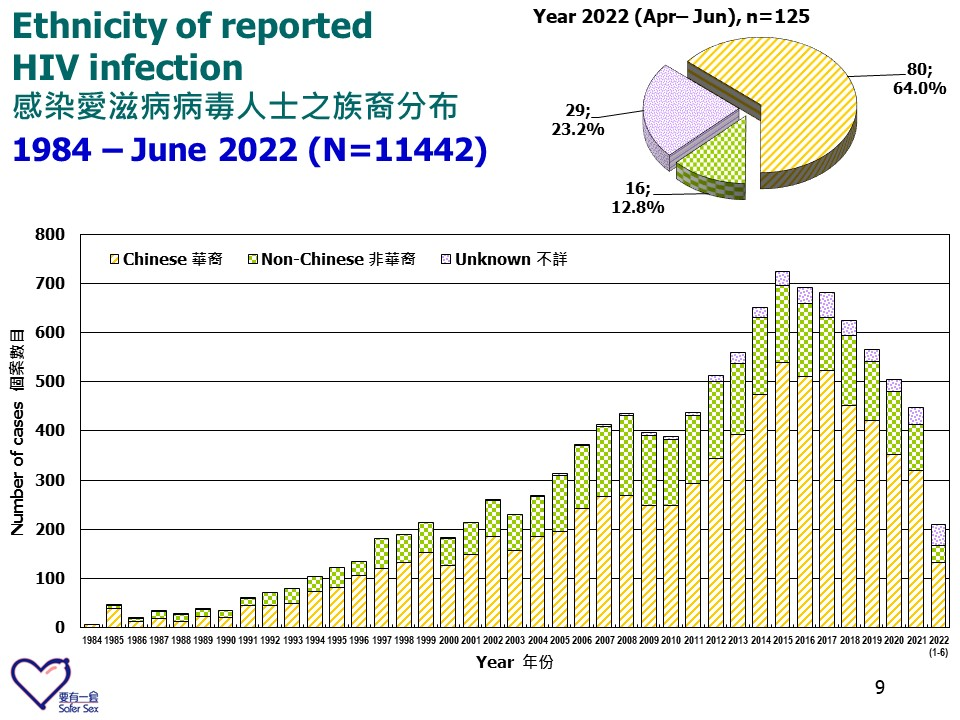 Ethnicity of reported
HIV infection
感染愛滋病病毒人士之族裔分布
1984 – June 2022 (N=11442)
Year 2022 (Apr– Jun), n=125
80;
64.0%
29;
23.2%
16;
12.8%
Number of cases 個案數目
800
700
600
500
400
300
200
100
0
Chinese 華裔 Non-Chinese 非華裔 Unknown 不詳
1984 1985 1986 1987 1988 1989 1990 1991 1992 1993 1994 1995 1996 1997 1998 1999 2000 2001 2002 2003 2004 2005 2006 2007 2008 2009 2010 2011 2012 2013 2014 2015 2016 2017 2018 2019 2020 2021 2022
(1-6)
Year 年份
要有一套
Safer Sex
9